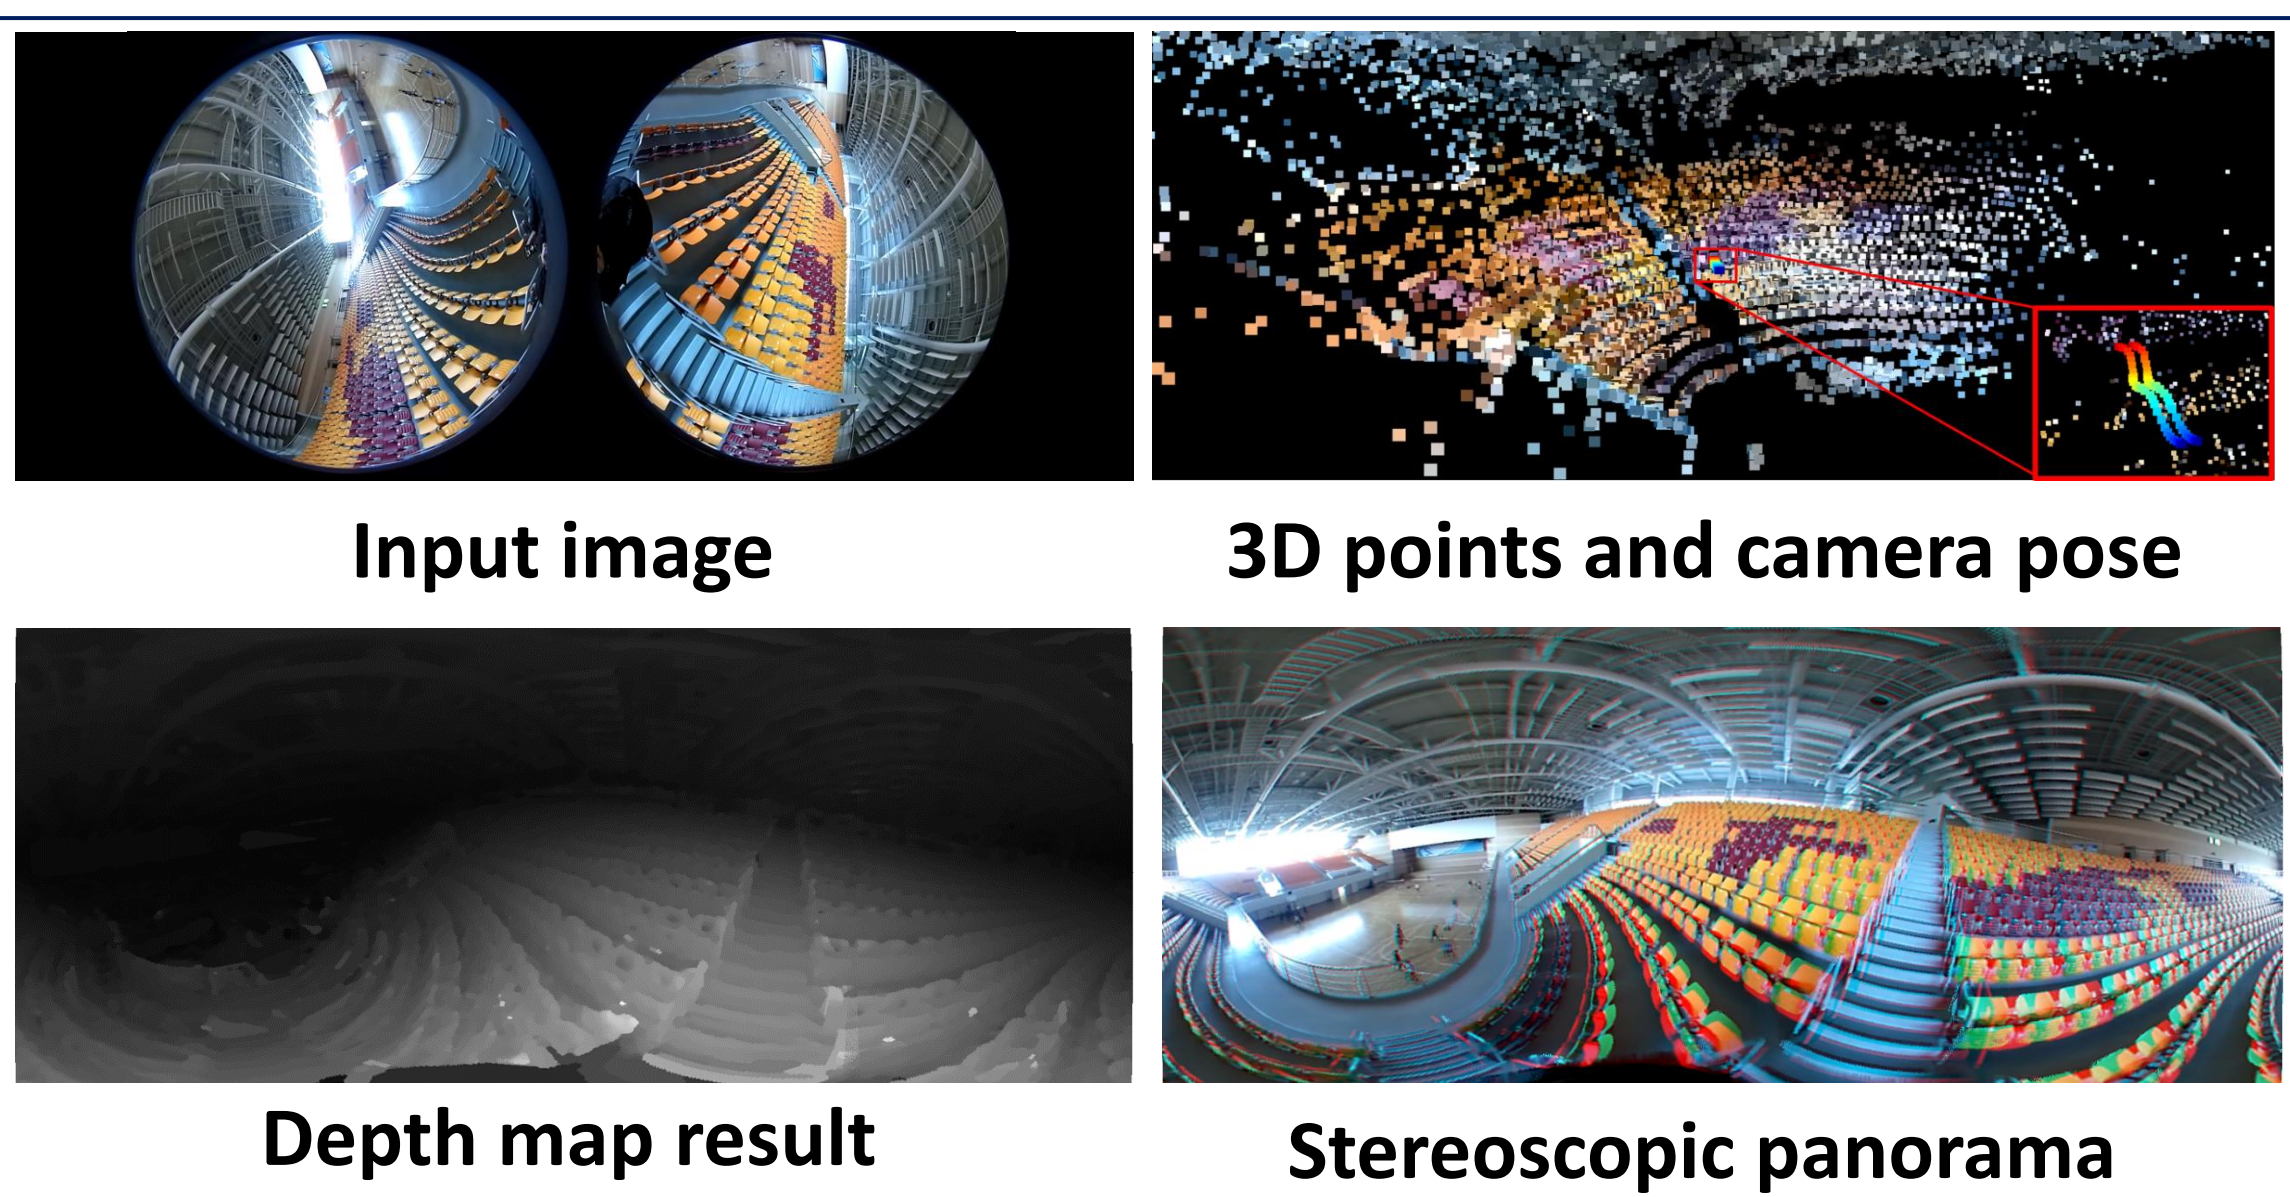 Input image
3D points and camera pose
Depth map result
Stereoscopic panorama